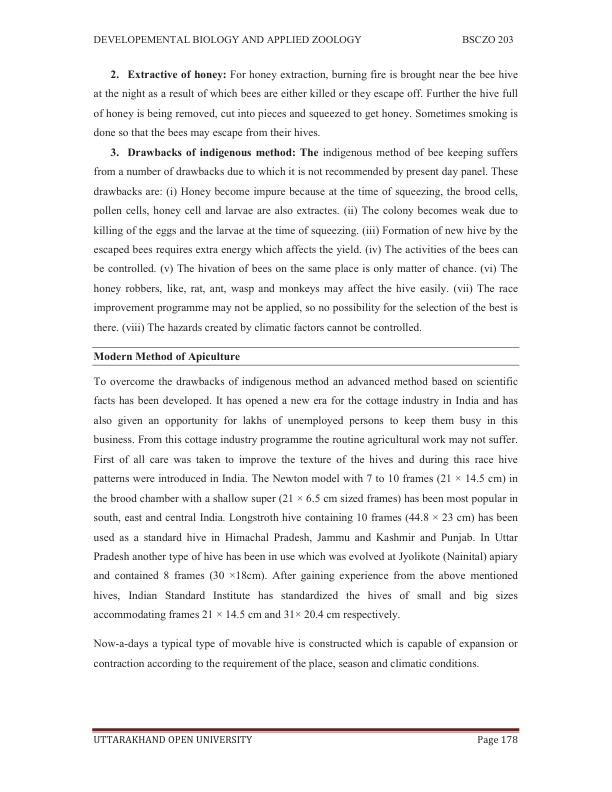 DEVELOPEMENTAL BIOLOGY AND APPLIED ZOOLOGY BSCZO 203
2. Extractive of honey: For honey extraction, burning fire is brought near the bee hive
at the night as a result of which bees are either killed or they escape off. Further the hive full
of honey is being removed, cut into pieces and squeezed to get honey. Sometimes smoking is
done so that the bees may escape from their hives.
3. Drawbacks of indigenous method: The indigenous method of bee keeping suffers
from a number of drawbacks due to which it is not recommended by present day panel. These
drawbacks are: (i) Honey become impure because at the time of squeezing, the brood cells,
pollen cells, honey cell and larvae are also extractes. (ii) The colony becomes weak due to
killing of the eggs and the larvae at the time of squeezing. (iii) Formation of new hive by the
escaped bees requires extra energy which affects the yield. (iv) The activities of the bees can
be controlled. (v) The hivation of bees on the same place is only matter of chance. (vi) The
honey robbers, like, rat, ant, wasp and monkeys may affect the hive easily. (vii) The race
improvement programme may not be applied, so no possibility for the selection of the best is
there. (viii) The hazards created by climatic factors cannot be controlled.
Modern Method of Apiculture
To overcome the drawbacks of indigenous method an advanced method based on scientific
facts has been developed. It has opened a new era for the cottage industry in India and has
also given an opportunity for lakhs of unemployed persons to keep them busy in this
business. From this cottage industry programme the routine agricultural work may not suffer.
First of all care was taken to improve the texture of the hives and during this race hive
patterns were introduced in India. The Newton model with 7 to 10 frames (21 × 14.5 cm) in
the brood chamber with a shallow super (21 × 6.5 cm sized frames) has been most popular in
south, east and central India. Longstroth hive containing 10 frames (44.8 × 23 cm) has been
used as a standard hive in Himachal Pradesh, Jammu and Kashmir and Punjab. In Uttar
Pradesh another type of hive has been in use which was evolved at Jyolikote (Nainital) apiary
and contained 8 frames (30 ×18cm). After gaining experience from the above mentioned
hives, Indian Standard Institute has standardized the hives of small and big sizes
accommodating frames 21 × 14.5 cm and 31× 20.4 cm respectively.
Now-a-days a typical type of movable hive is constructed which is capable of expansion or
contraction according to the requirement of the place, season and climatic conditions.
UTTARAKHAND OPEN UNIVERSITY Page 178